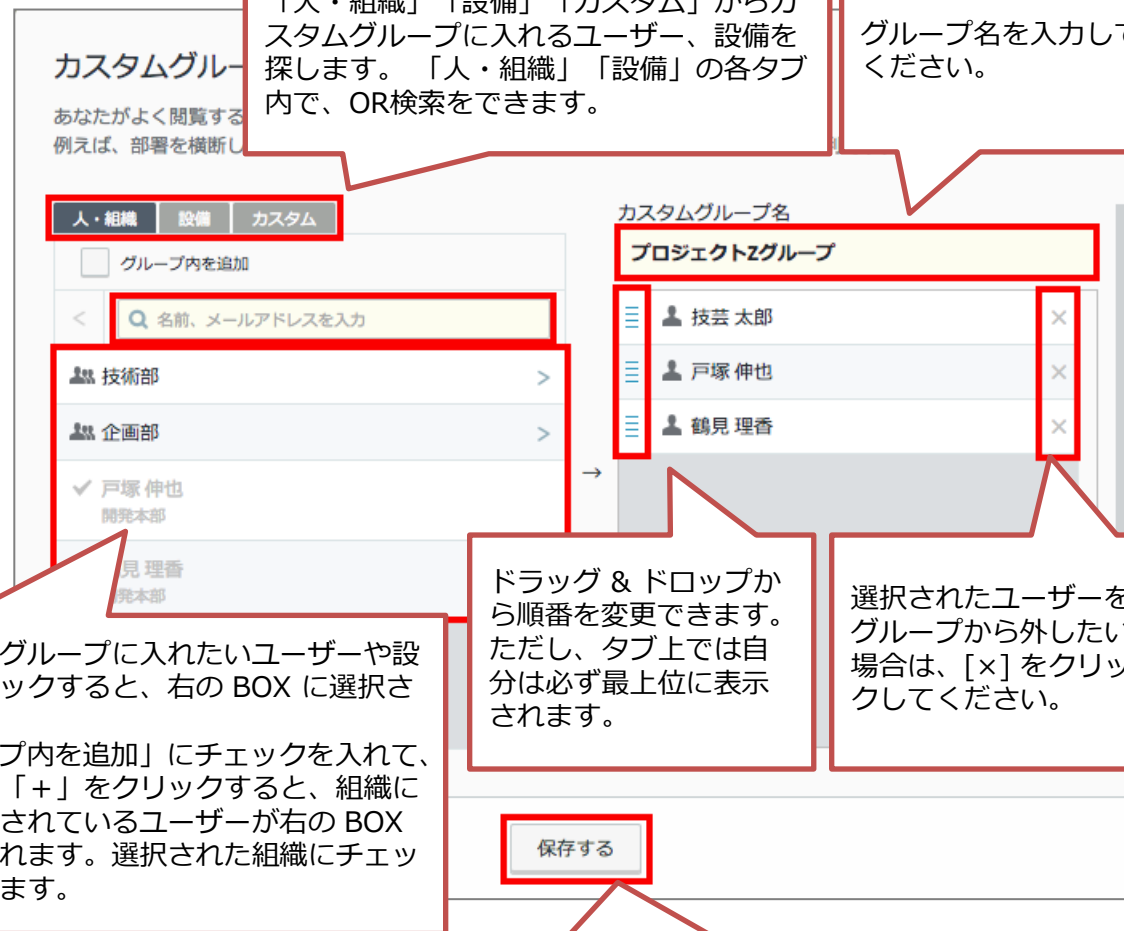 「人・組織」「設備」「カスタム」からカ
スタムグループに入れるユーザー、設備を
探します。 「人・組織」「設備」の各タブ
内で、OR検索をできます。
グループ名を入力して
ください。
カスタムグルー
あなたがよく閲覧する
例えば、部署を横断し
人・組織 設備 カスタム
グループ内を追加
< 名前、メールアドレスを入力
技術部 >
企画部 >
✓ 戸塚 伸也
開発本部
見 理香
発本部
→
カスタムグループ名
プロジェクトZグループ
技芸 太郎 ×
戸塚 伸也 ×
鶴見 理香 ×
ドラッグ & ドロップか
ら順番を変更できます。
ただし、タブ上では自
分は必ず最上位に表示
されます。
選択されたユーザーを
グループから外したい
場合は、[×] をクリッ
クしてください。
グループに入れたいユーザーや設
ックすると、右の BOX に選択さ
プ内を追加」にチェックを入れて、
「+」をクリックすると、組織に
されているユーザーが右の BOX
れます。選択された組織にチェッ
ます。
保存する